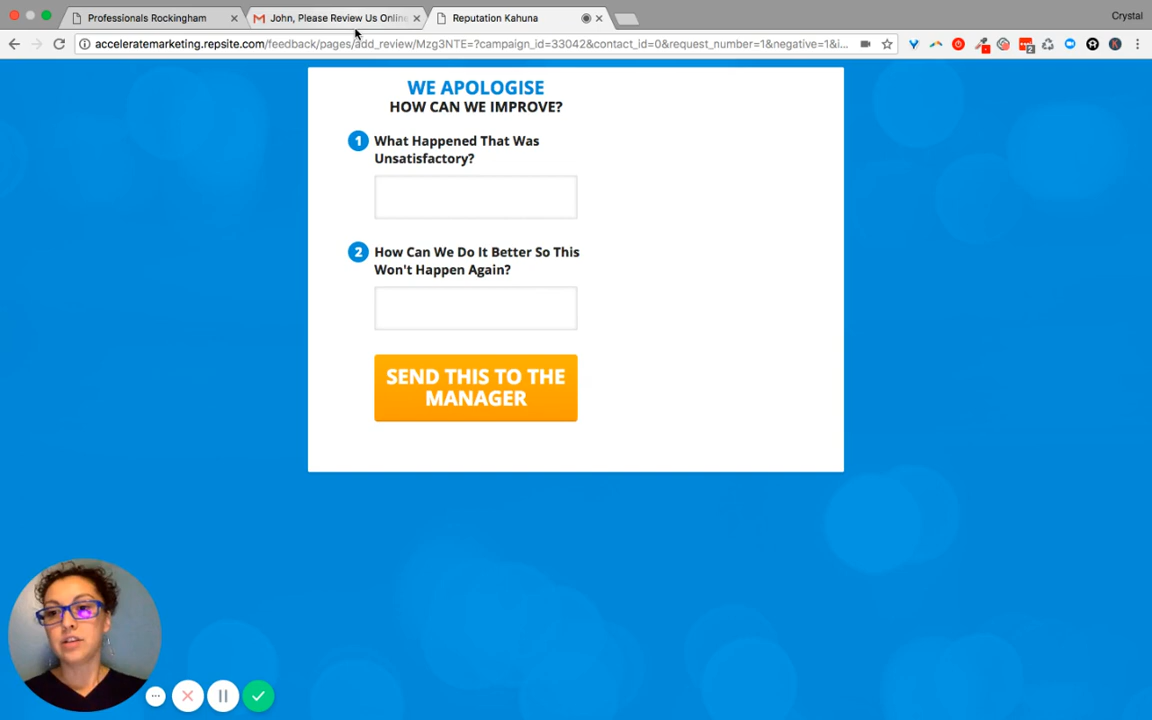 Professionals Rockingham
John, Please Review Us Online
Reputation Kahuna
Crystal
acceleratemarketing.repsite.com/feedback/pages/add_review/Mzg3NTE=?campaign_id=33042&contact_id=0&request_number=1&negative=1&i...
2
K
WE APOLOGISE
HOW CAN WE IMPROVE?
1 What Happened That Was
Unsatisfactory?
2 How Can We Do It Better So This
Won't Happen Again?
SEND THIS TO THE
MANAGER